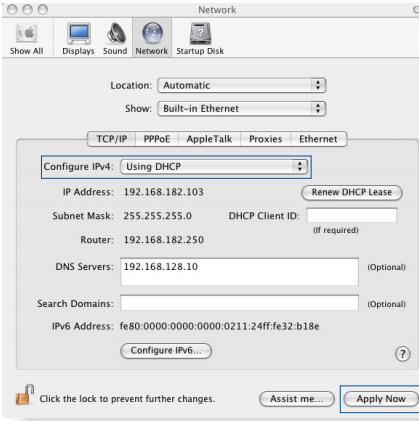 Network
Show All Displays Sound Network Startup Disk
Location: Automatic
Show: Built-in Ethernet
TCP/IP PPPoE AppleTalk Proxies Ethernet
Configure IPv4: Using DHCP
IP Address: 192.168.182.103 Renew DHCP Lease
Subnet Mask: 255.255.255.0 DHCP Client ID:
(If required)
Router: 192.168.182.250
DNS Servers: 192.168.128.10 (Optional)
Search Domains: (Optional)
IPv6 Address: fe80:0000:0000:0000:0211:24ff:fe32:b18e
Configure IPv6... ?
Click the lock to prevent further changes. Assist me... Apply Now